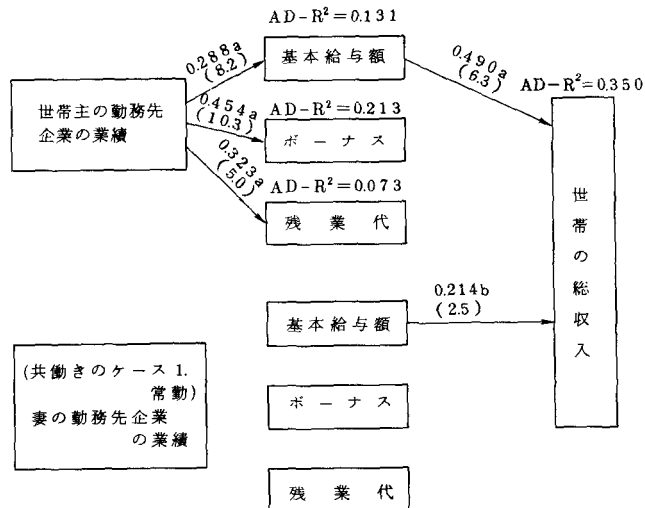 AD-R²=0.131
0.288a
(8.2)
基本給与額
0.490a
(6.3)
AD-R²=0.350
世帯主の勤務先
企業の業績
0.454a
(10.3)
AD-R²=0.213
ボーナス
0.323a
(5.0)
AD-R²=0.073
残業代
世帯の総収入
0.214b
(2.5)
基本給与額
(共働きのケース1.
常勤)
妻の勤務先企業
の業績
ボーナス
残業代